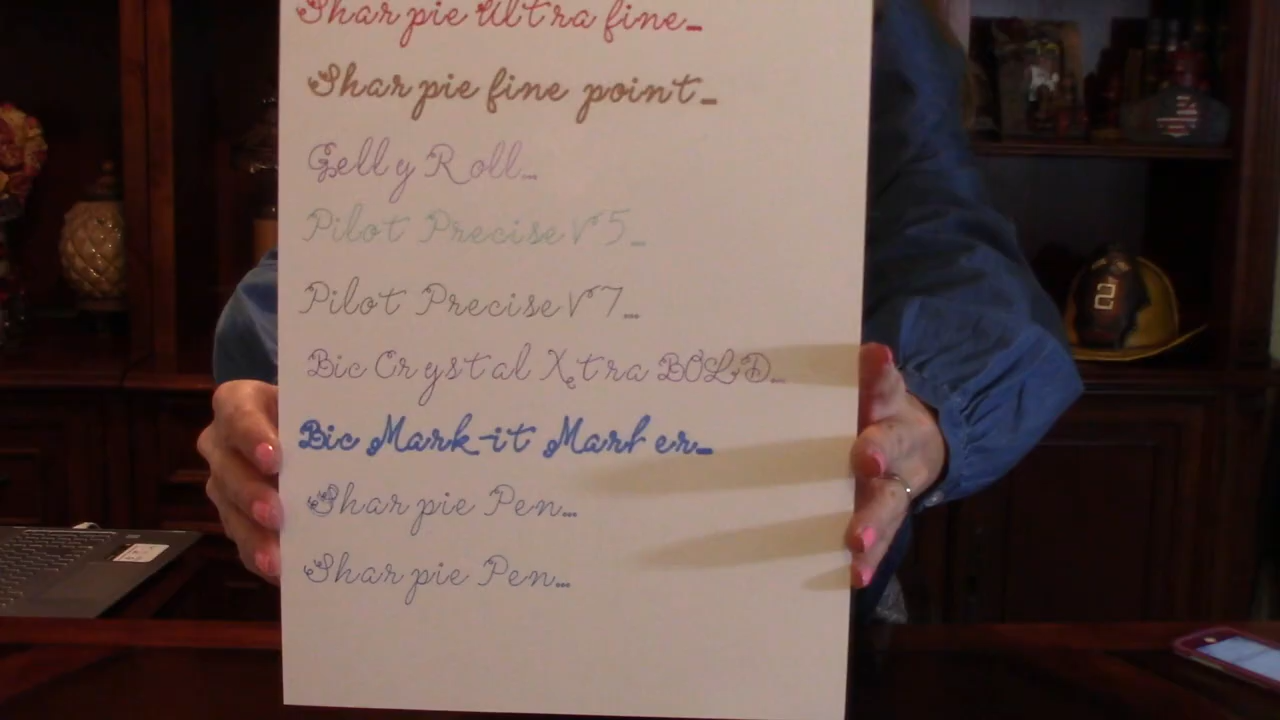 Sharpie Ultra fine...
Sharpie fine point...
Gelly Roll...
Pilot Precise V5...
Pilot Precise V7...
Bic Crystal Xtra BOLD...
Bic Mark-it Marker...
Sharpie Pen...
Sharpie Pen...
2